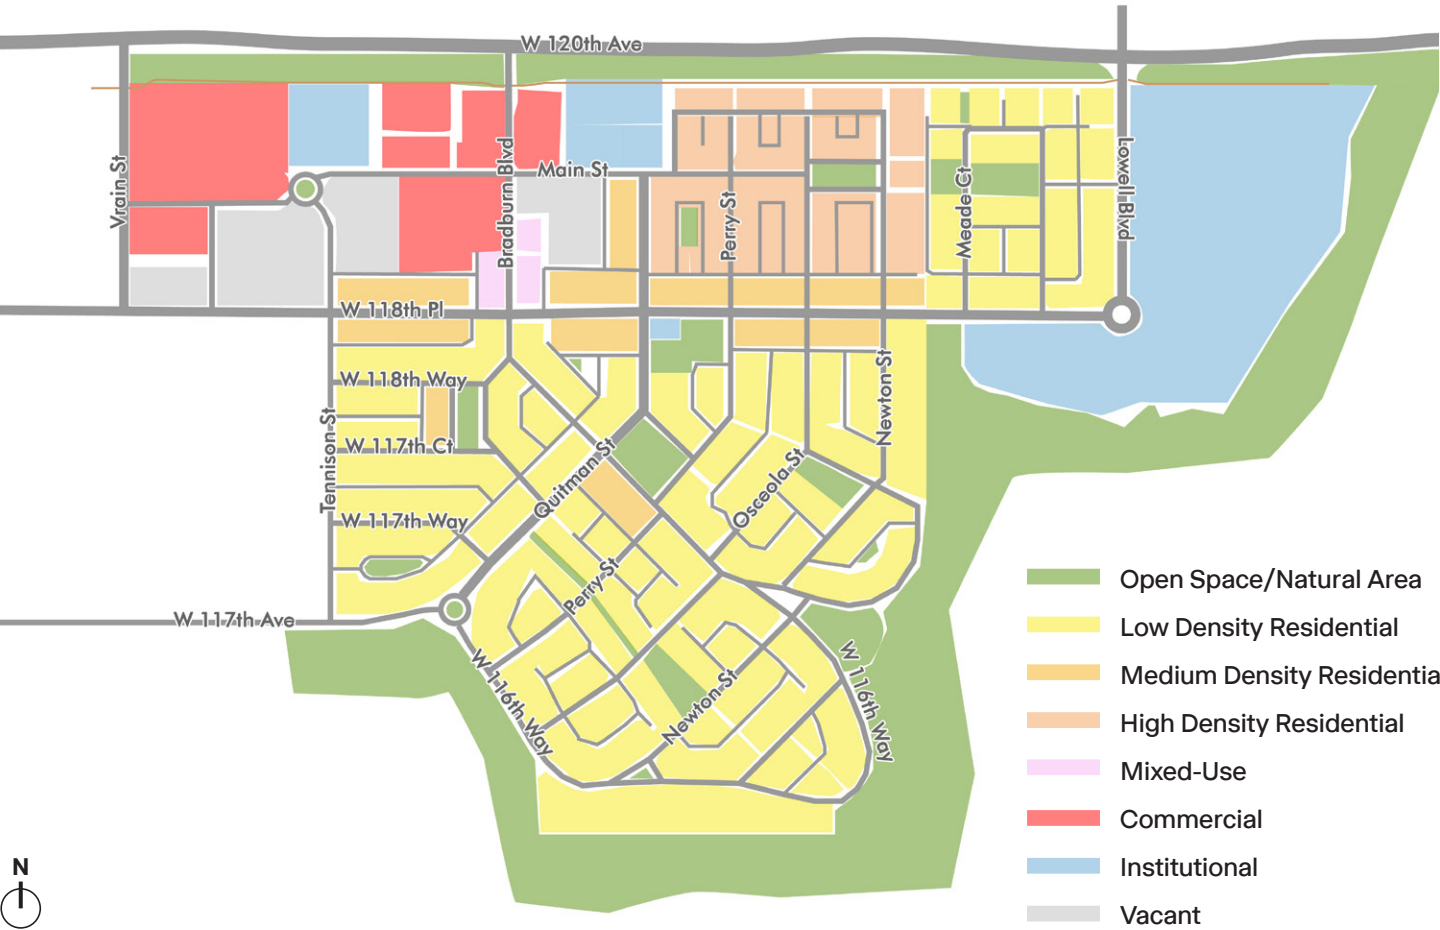 W 120th Ave
Vrain St
Bradburn Blvd
Main St
Perry St
Meade Ct
Lowell Blvd
W 118th Pl
W 118th Way
Tennison St
W 117th Ct
Quitman St
Osceola St
Newton St
W 117th Way
Perry St
W 117th Ave
W 116th Way
Newton St
W 116th Way
Open Space/Natural Area
Low Density Residential
Medium Density Residentia
High Density Residential
Mixed-Use
Commercial
Institutional
Vacant
N